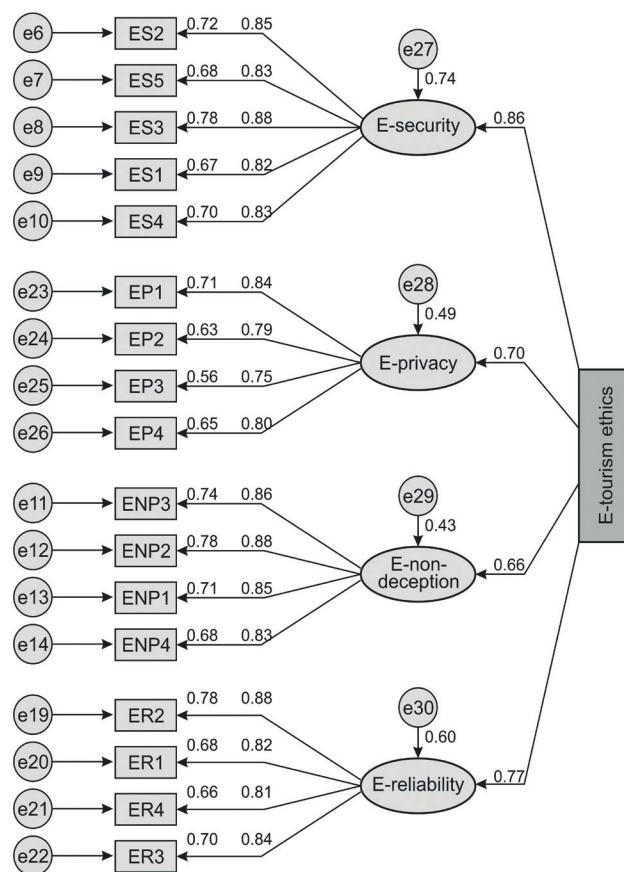 e6 ES2 0.72 0.85
e27
e7 ES5 0.68 0.83
0.74
e8 ES3 0.78 0.88 E-security 0.86
e9 ES1 0.67 0.82
e10 ES4 0.70 0.83
e23 EP1 0.71 0.84
e28
e24 EP2 0.63 0.79
0.49
E-privacy 0.70
e25 EP3 0.56 0.75
e26 EP4 0.65 0.80
E-tourism ethics
e11 ENP3 0.74 0.86
e29
e12 ENP2 0.78 0.88
0.43
E-non-
deception 0.66
e13 ENP1 0.71 0.85
e14 ENP4 0.68 0.83
e19 ER2 0.78 0.88
e30
0.60
e20 ER1 0.68 0.82
E-reliability 0.77
e21 ER4 0.66 0.81
e22 ER3 0.70 0.84